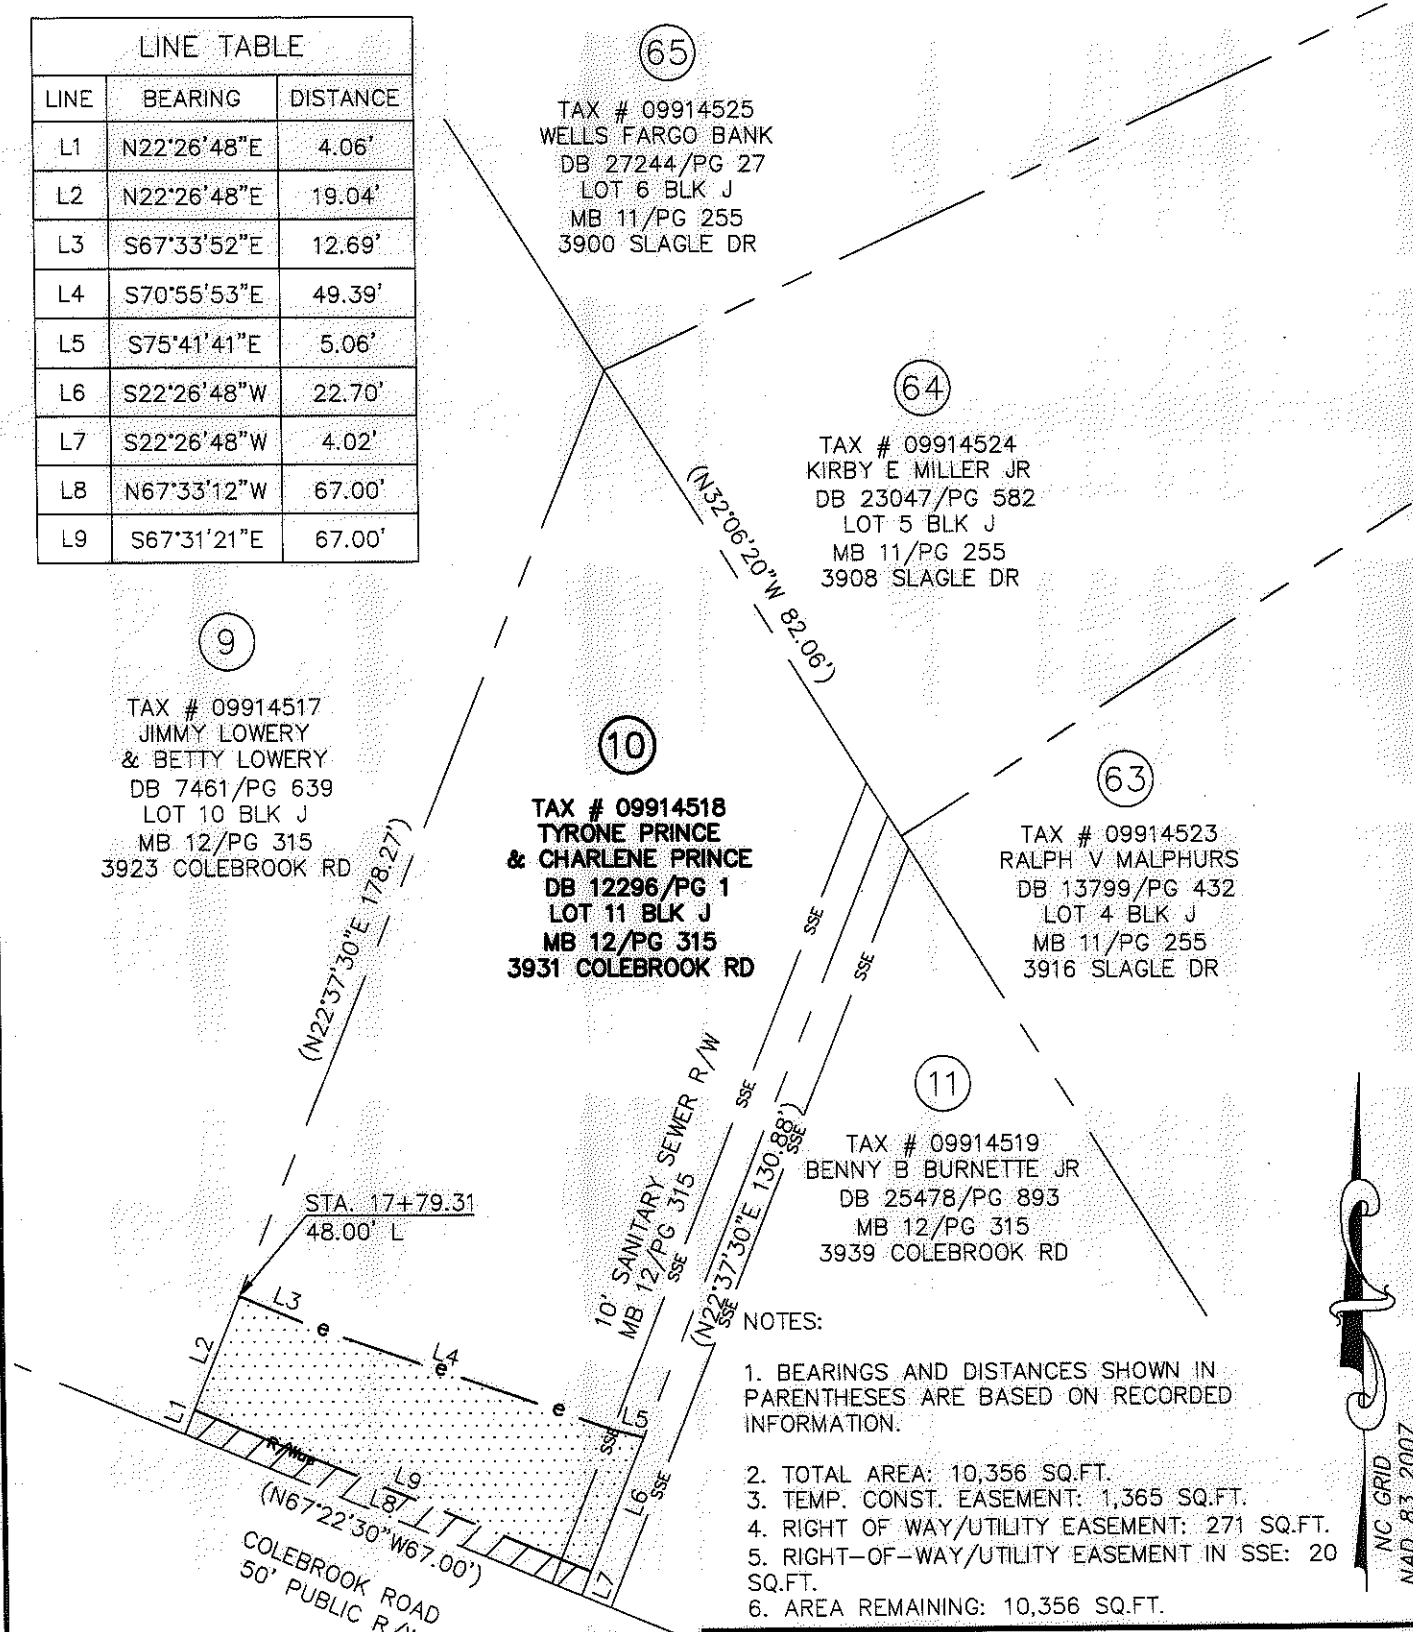 LINE TABLE
LINE BEARING DISTANCE
L1 N22°26'48"E 4.06'
L2 N22°26'48"E 19.04'
L3 S67°33'52"E 12.69'
L4 S70°55'53"E 49.39'
L5 S75°41'41"E 5.06'
L6 S22°26'48"W 22.70'
L7 S22°26'48"W 4.02'
L8 N67°33'12"W 67.00'
L9 S67°31'21"E 67.00'
65
TAX # 09914525
WELLS FARGO BANK
DB 27244/PG 27
LOT 6 BLK J
MB 11/PG 255
3900 SLAGLE DR
64
TAX # 09914524
KIRBY E MILLER JR
DB 23047/PG 582
LOT 5 BLK J
MB 11/PG 255
3908 SLAGLE DR
(N32°06'20"W 82.06')
9
TAX # 09914517
JIMMY LOWERY
& BETTY LOWERY
DB 7461/PG 639
LOT 10 BLK J
MB 12/PG 315
3923 COLEBROOK RD
(N22°37'30"E 178.27')
10
TAX # 09914518
TYRONE PRINCE
& CHARLENE PRINCE
DB 12296/PG 1
LOT 11 BLK J
MB 12/PG 315
3931 COLEBROOK RD
63
TAX # 09914523
RALPH V MALPHURS
DB 13799/PG 432
LOT 4 BLK J
MB 11/PG 255
3916 SLAGLE DR
SSE
SSE
SSE
SSE
SSE
SSE
SSE
SSE
10' SANITARY SEWER R/W
MB 12/PG 315
(N22°37'30"E 130.88')
11
TAX # 09914519
BENNY B BURNETTE JR
DB 25478/PG 893
MB 12/PG 315
3939 COLEBROOK RD
STA. 17+79.31
48.00' L
L3
e
L4
e
e
L5
L2
L1
L9
L8
L6
L7
(N67°22'30"W67.00')
COLEBROOK ROAD
50' PUBLIC R/W
NOTES:
1. BEARINGS AND DISTANCES SHOWN IN
PARENTHESES ARE BASED ON RECORDED
INFORMATION.
2. TOTAL AREA: 10,356 SQ.FT.
3. TEMP. CONST. EASEMENT: 1,365 SQ.FT.
4. RIGHT OF WAY/UTILITY EASEMENT: 271 SQ.FT.
5. RIGHT-OF-WAY/UTILITY EASEMENT IN SSE: 20
SQ.FT.
6. AREA REMAINING: 10,356 SQ.FT.
NC GRID
NAD 83 2007